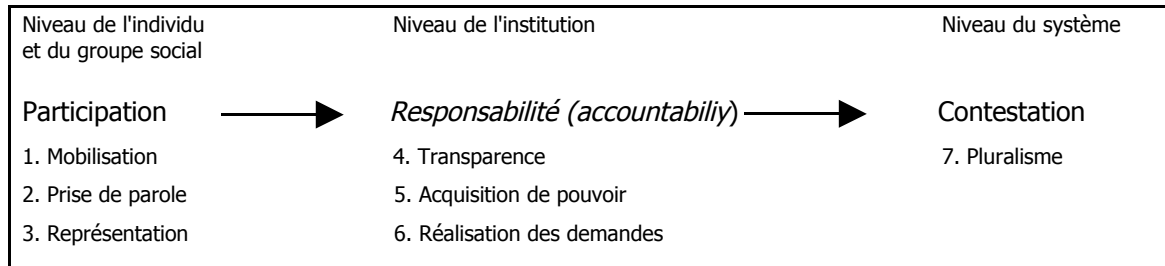 Niveau de l'individu
et du groupe social
Niveau de l'institution
Niveau du système
Participation
Responsabilité (accountabiliy)
Contestation
1. Mobilisation
4. Transparence
7. Pluralisme
2. Prise de parole
5. Acquisition de pouvoir
3. Représentation
6. Réalisation des demandes